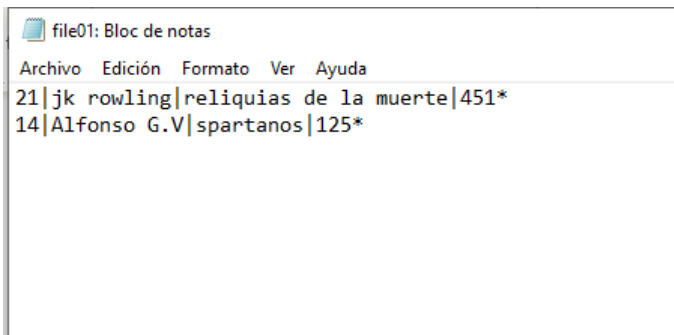 file01: Bloc de notas
Archivo Edición Formato Ver Ayuda
21|jk rowling|reliquias de la muerte|451*
14|Alfonso G.V|spartanos|125*